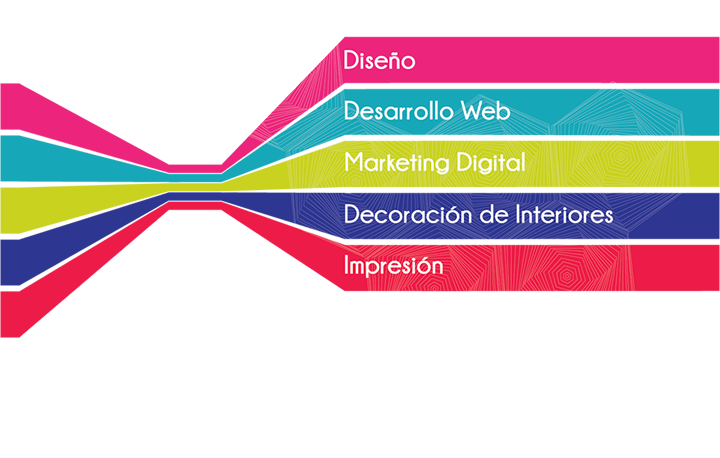 Diseño
Desarrollo Web
Marketing Digital
Decoración de Interiores
Impresión